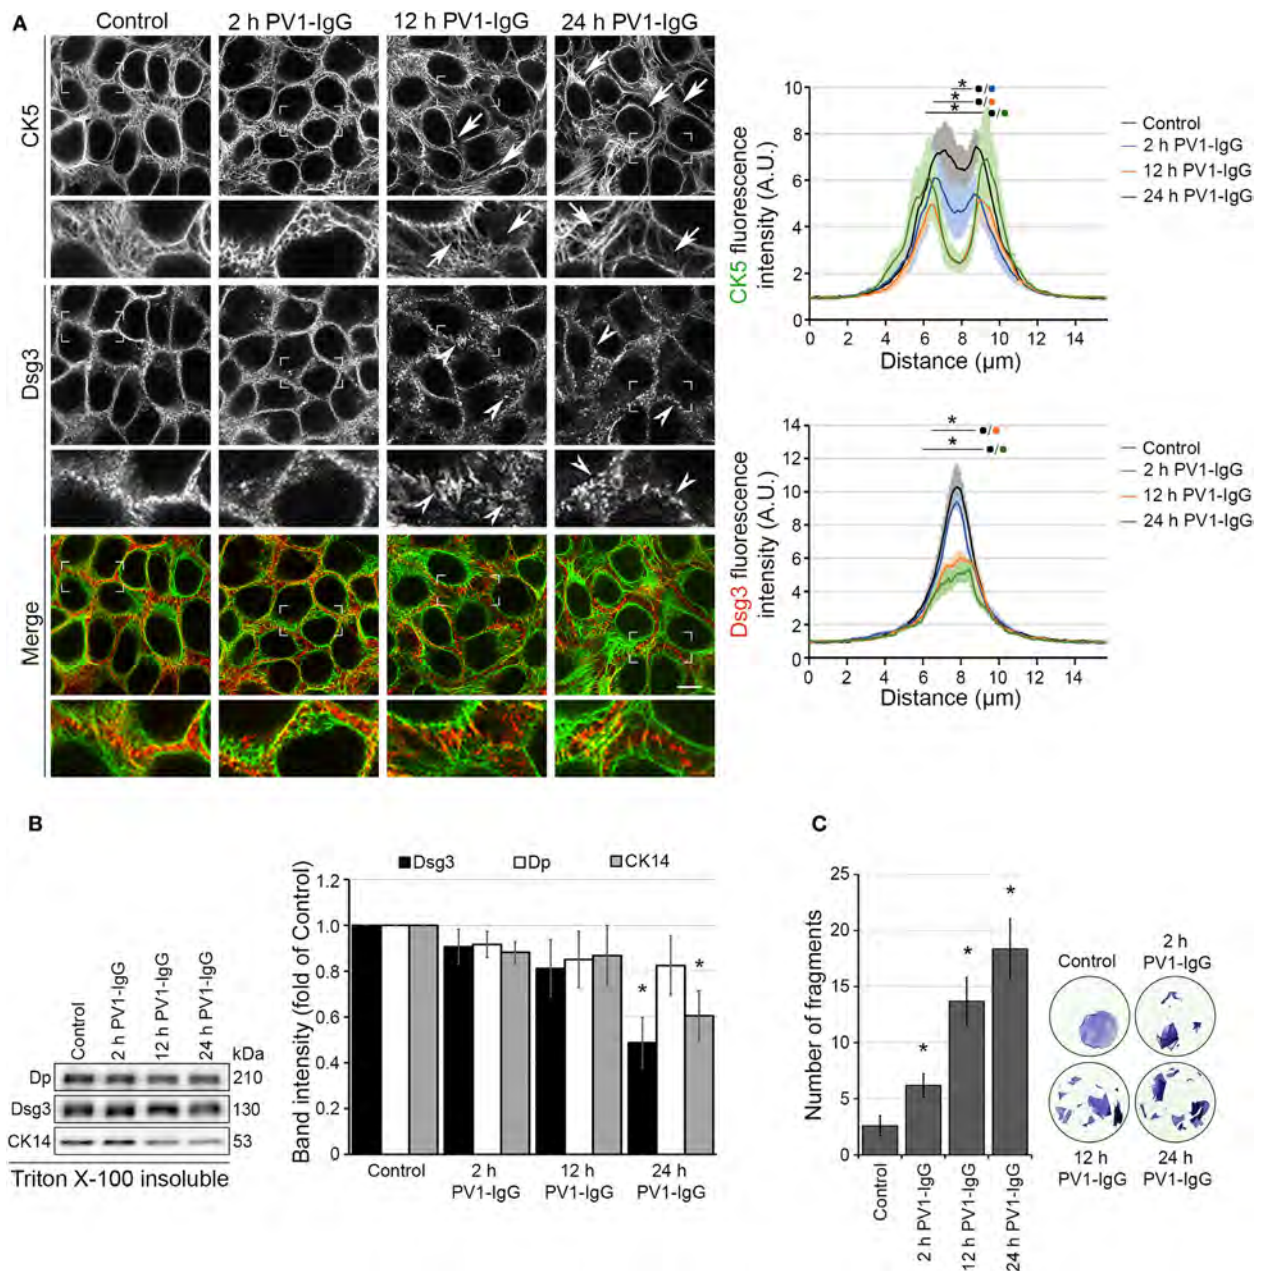 A
Control
2 h PV1-IgG
12 h PV1-IgG
24 h PV1-IgG
CK5
Dsg3
Merge
CK5 fluorescence
intensity (A.U.)
10
8
6
4
2
0
* ■/●
* ■/●
* ●/●
0 2 4 6 8 10 12 14
Distance (µm)
Control
2 h PV1-IgG
12 h PV1-IgG
24 h PV1-IgG
Dsg3 fluorescence
intensity (A.U.)
14
12
10
8
6
4
2
0
* ●/●
* ●/●
0 2 4 6 8 10 12 14
Distance (µm)
Control
2 h PV1-IgG
12 h PV1-IgG
24 h PV1-IgG
B
Control
2 h PV1-IgG
12 h PV1-IgG
24 h PV1-IgG
kDa
Dp 210
Dsg3 130
CK14 53
Triton X-100 insoluble
Dsg3 Dp CK14
Band intensity (fold of Control)
1.2
1.0
0.8
0.6
0.4
0.2
0
* *
Control
2 h
PV1-IgG
12 h
PV1-IgG
24 h
PV1-IgG
C
Number of fragments
25
20
15
10
5
0
* * *
Control
2 h PV1-IgG
12 h PV1-IgG
24 h PV1-IgG
Control
2 h
PV1-IgG
12 h
PV1-IgG
24 h
PV1-IgG